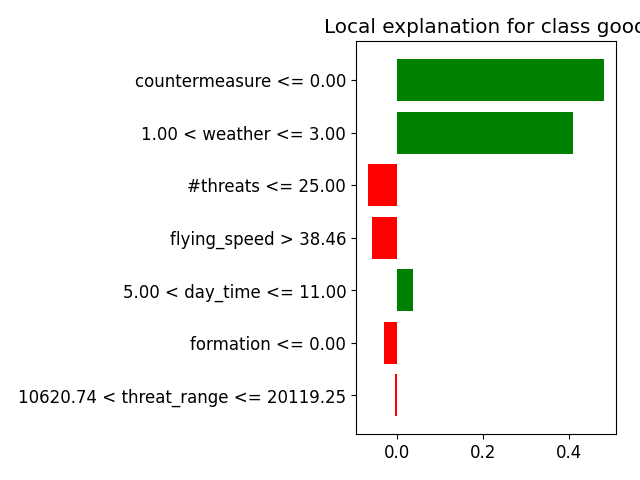 Local explanation for class good
countermeasure <= 0.00
1.00 < weather <= 3.00
#threats <= 25.00
flying_speed > 38.46
5.00 < day_time <= 11.00
formation <= 0.00
10620.74 < threat_range <= 20119.25
0.0 0.2 0.4